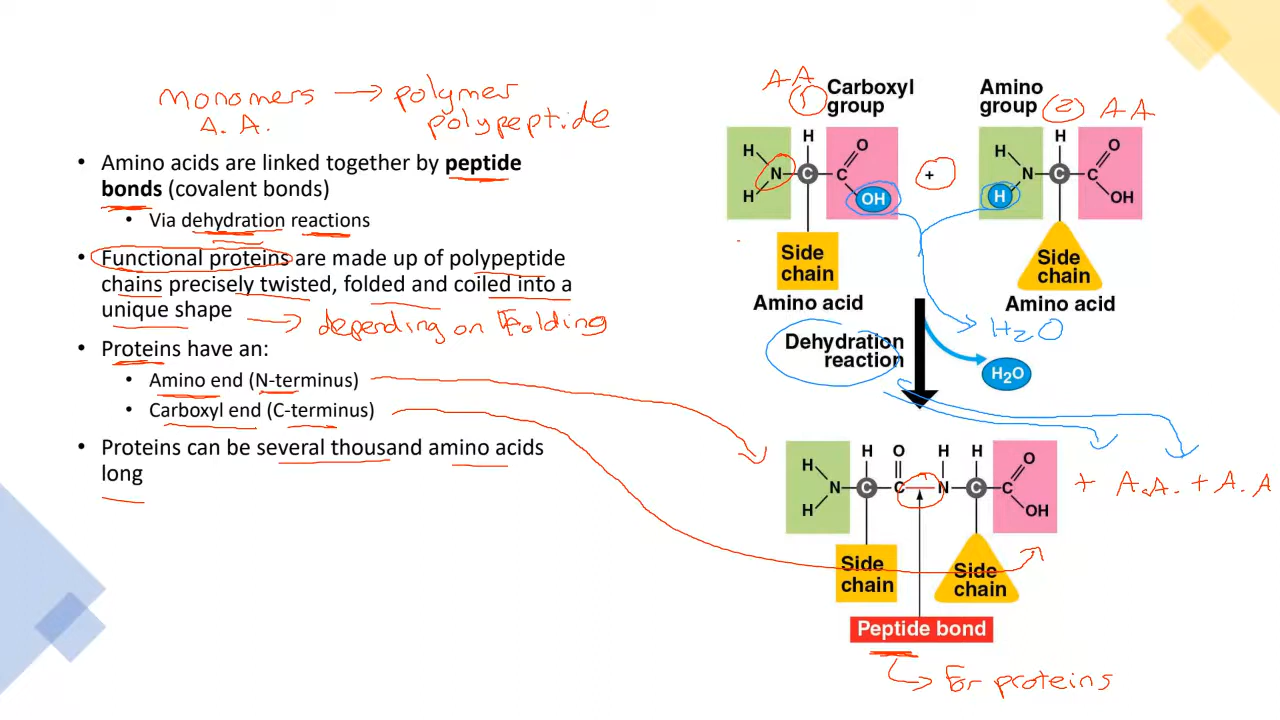 monomers → polymer
A. A. polypeptide
• Amino acids are linked together by peptide
bonds (covalent bonds)
• Via dehydration reactions
• Functional proteins are made up of polypeptide
chains precisely twisted, folded and coiled into a
unique shape → depending on Folding
• Proteins have an:
• Amino end (N-terminus)
• Carboxyl end (C-terminus)
• Proteins can be several thousand amino acids
long
AA
1
Carboxyl
group
H
H
N
H
C
C
O
OH
Side
chain
Amino acid
+
Amino
group
2 AA
H
H
N
H
C
C
O
OH
Side
chain
Amino acid
Dehydration
reaction
H2O
H2O
H
H
N
H
C
O
C
H
N
H
C
C
O
OH
+ A.A. + A.A
Side
chain
Side
chain
Peptide bond
→ For proteins